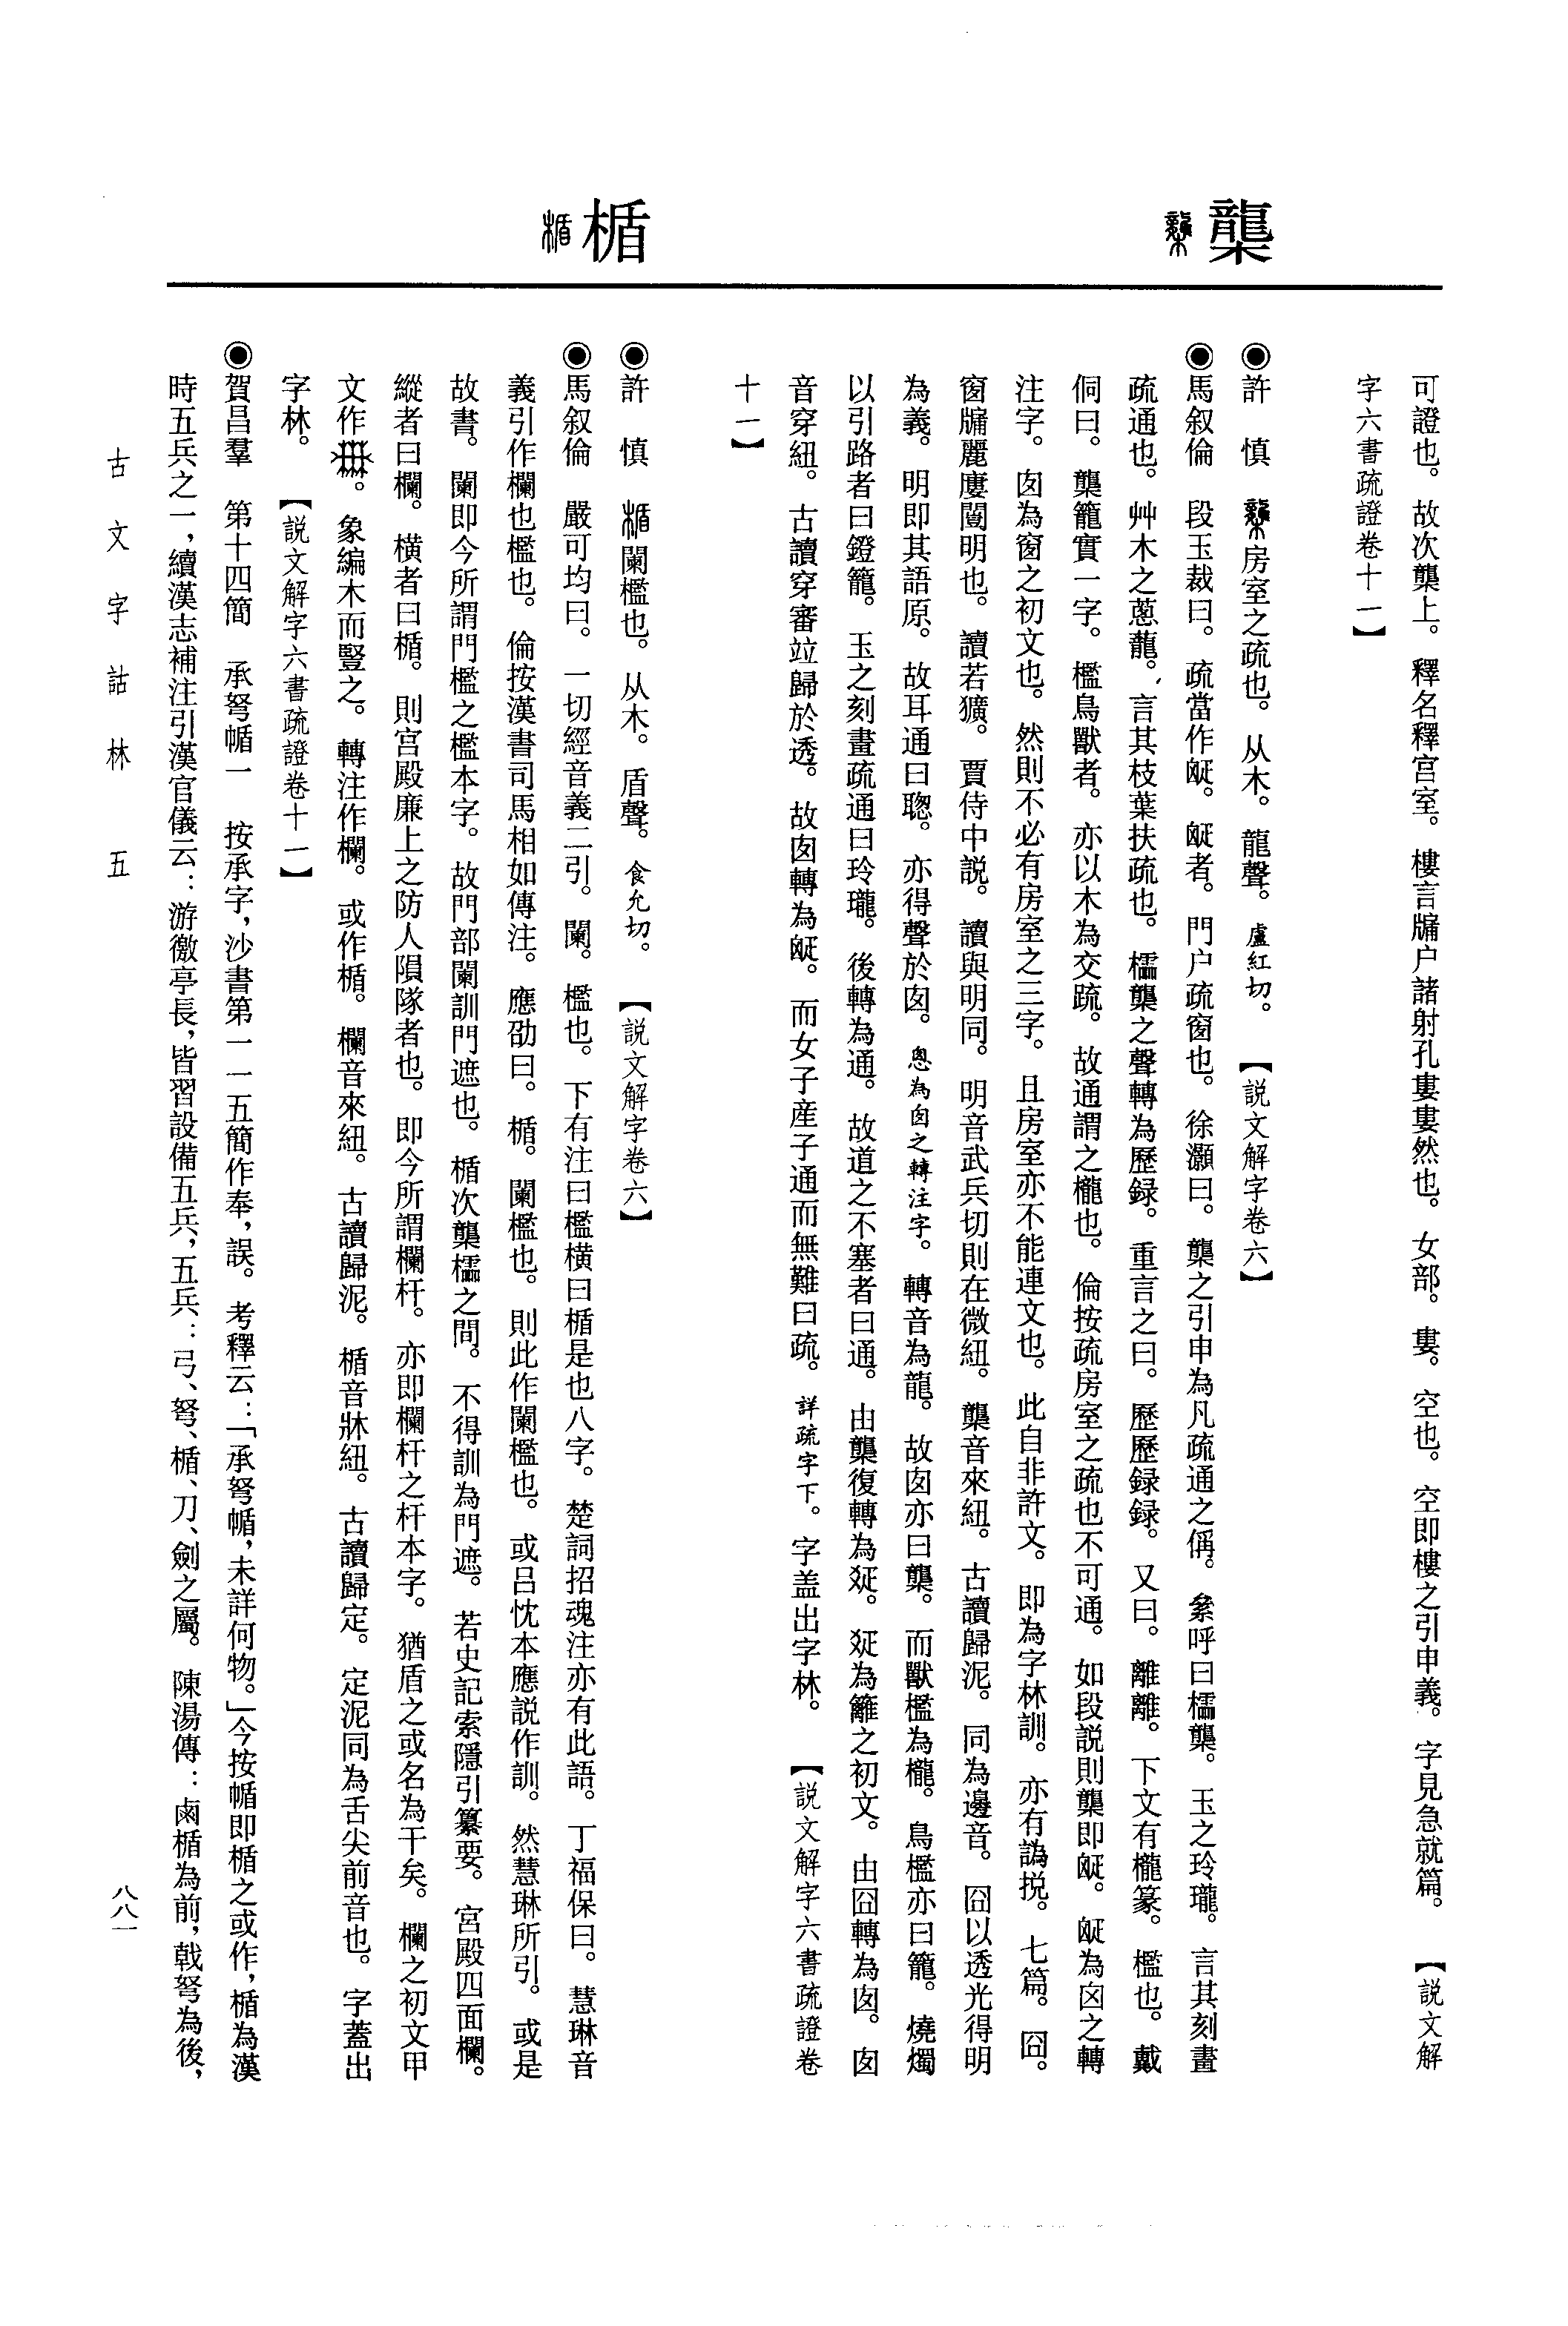 櫳
楯
可證也。故次櫳上。釋名釋宮室。樓言牖户諸射孔婁婁然也。女部。婁。空也。空即樓之引申義。字見急就篇。【説文解
字六書疏證卷十一】
◉許　慎　房室之疏也。从木。龍聲。盧紅切。【説文解字卷六】
◉馬叙倫　段玉裁曰。疏當作䟽。䟽者。門户疏窗也。徐灝曰。櫳之引申為凡疏通之偁。絫呼曰櫺櫳。玉之玲瓏。言其刻畫
疏通也。艸木之蔥蘢。言其枝葉扶疏也。櫺櫳之聲轉為歷録。重言之曰。歷歷録録。又曰。離離。下文有櫳篆。檻也。戴
侗曰。櫳籠實一字。檻鳥獸者。亦以木為交疏。故通謂之櫳也。倫按疏房室之疏也不可通。如段説則櫳即䟽。䟽為囱之轉
注字。囱為窗之初文也。然則不必有房室之三字。且房室亦不能連文也。此自非許文。即為字林訓。亦有譌捝。七篇。囧。
窗牖麗廔闓明也。讀若獷。賈侍中説。讀與明同。明音武兵切則在微紐。櫳音來紐。古讀歸泥。同為邊音。囧以透光得明
為義。明即其語原。故耳通曰聰。亦得聲於囱。悤為囱之轉注字。轉音為龍。故囱亦曰櫳。而獸檻為櫳。鳥檻亦曰籠。燒燭
以引路者曰鐙籠。玉之刻畫疏通曰玲瓏。後轉為通。故道之不塞者曰通。由櫳復轉為㸚。㸚為籬之初文。由囧轉為囱。囱
音穿紐。古讀穿審竝歸於透。故囱轉為䟽。而女子産子通而無難曰疏。詳疏字下。字盖出字林。【説文解字六書疏證卷
十一】
◉許　慎　闌檻也。从木。盾聲。食允切。【説文解字卷六】
◉馬叙倫　嚴可均曰。一切經音義二引。闌。檻也。下有注曰檻横曰楯是也八字。楚詞招魂注亦有此語。丁福保曰。慧琳音
義引作欄也檻也。倫按漢書司馬相如傳注。應劭曰。楯。闌檻也。則此作闌檻也。或吕忱本應説作訓。然慧琳所引。或是
故書。闌即今所謂門檻之檻本字。故門部闌訓門遮也。楯次櫳櫺之間。不得訓為門遮。若史記索隱引纂要。宮殿四面欄。
縱者曰欄。横者曰楯。則宫殿廉上之防人隕隊者也。即今所謂欄杆。亦即欄杆之杆本字。猶盾之或名為干矣。欄之初文甲
文作。象編木而豎之。轉注作欄。或作楯。欄音來紐。古讀歸泥。楯音牀紐。古讀歸定。定泥同為舌尖前音也。字蓋出
字林。【説文解字六書疏證卷十一】
◉賀昌羣　第十四簡　承弩㡒一　按承字，沙書第一一五簡作奉，誤。考釋云：「承弩㡒，未詳何物。」今按㡒即楯之或作，楯為漢
時五兵之一，續漢志補注引漢官儀云：游徼亭長，皆習設備五兵，五兵：弓、弩、楯、刀、劍之屬。陳湯傳：鹵楯為前，戟弩為後，
古文字詁林　五
八八一